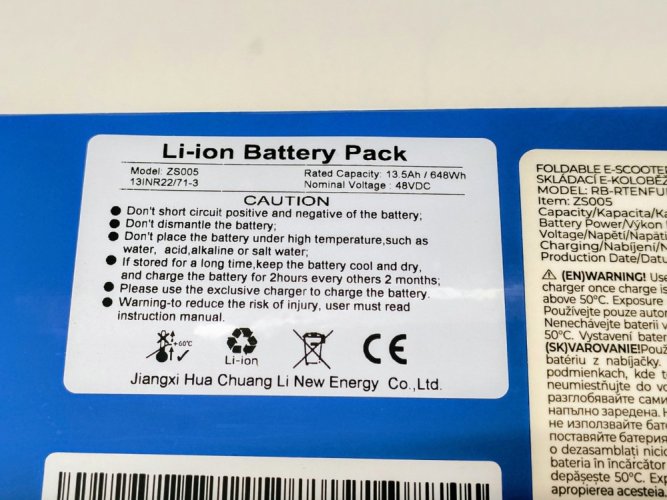 Li-ion Battery Pack
Model: ZS005
Rated Capacity: 13.5Ah / 648Wh
13INR22/71-3
Nominal Voltage : 48VDC
CAUTION
● Don't short circuit positive and negative of the battery;
● Don't dismantle the battery;
● Don't place the battery under high temperature,such as
water, acid,alkaline or salt water;
● If stored for a long time,keep the battery cool and dry,
and charge the battery for 2hours every others 2 months;
● Please use the exclusive charger to charge the battery.
● Warning-to reduce the risk of injury, user must read
instruction manual.
+60℃
Li-ion
CE
Jiangxi Hua Chuang Li New Energy Co.,Ltd.
FOLDABLE E-SCOOTE
SKLÁDACÍ E-KOLOBĚŽ
MODEL: RB-RTENFU
Item: ZS005
Capacity/Kapacita/Ka
Battery Power/Výkon
Voltage/Napětí/Napäti
Charging/Nabíjení/N
Production Date/Datu
⚠ (EN)WARNING! Use
charger once charge is
above 50°C. Exposure
Používejte pouze autor
Nenechávejte baterii v
50°C. Vystavení bater
(SK)VAROVANIE!Použ
batériu z nabíjačky.
podmienkach, kde t
neumiestňujte do v
разглобявайте сами
напълно заредена. Н
не използвайте бат
поставяйте батерия
o dezasamblați nici
bateria în încărcător
depășește 50°C. Ex
apropierea acesteia